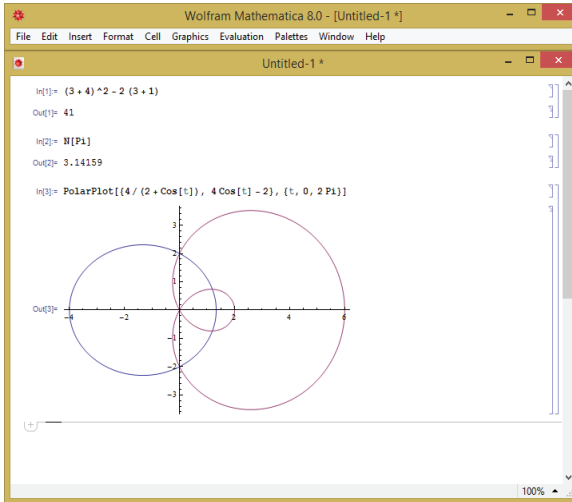 Wolfram Mathematica 8.0 - [Untitled-1 *]
File Edit Insert Format Cell Graphics Evaluation Palettes Window Help
Untitled-1 *
In[1]:= (3 + 4)^2 - 2 (3 + 1)
Out[1]= 41
In[2]:= N[Pi]
Out[2]= 3.14159
In[3]:= PolarPlot[{4 / (2 + Cos[t]), 4 Cos[t] - 2}, {t, 0, 2 Pi}]
3
2
1
Out[3]= -4 -2 2 4 6
-1
-2
-3
100%